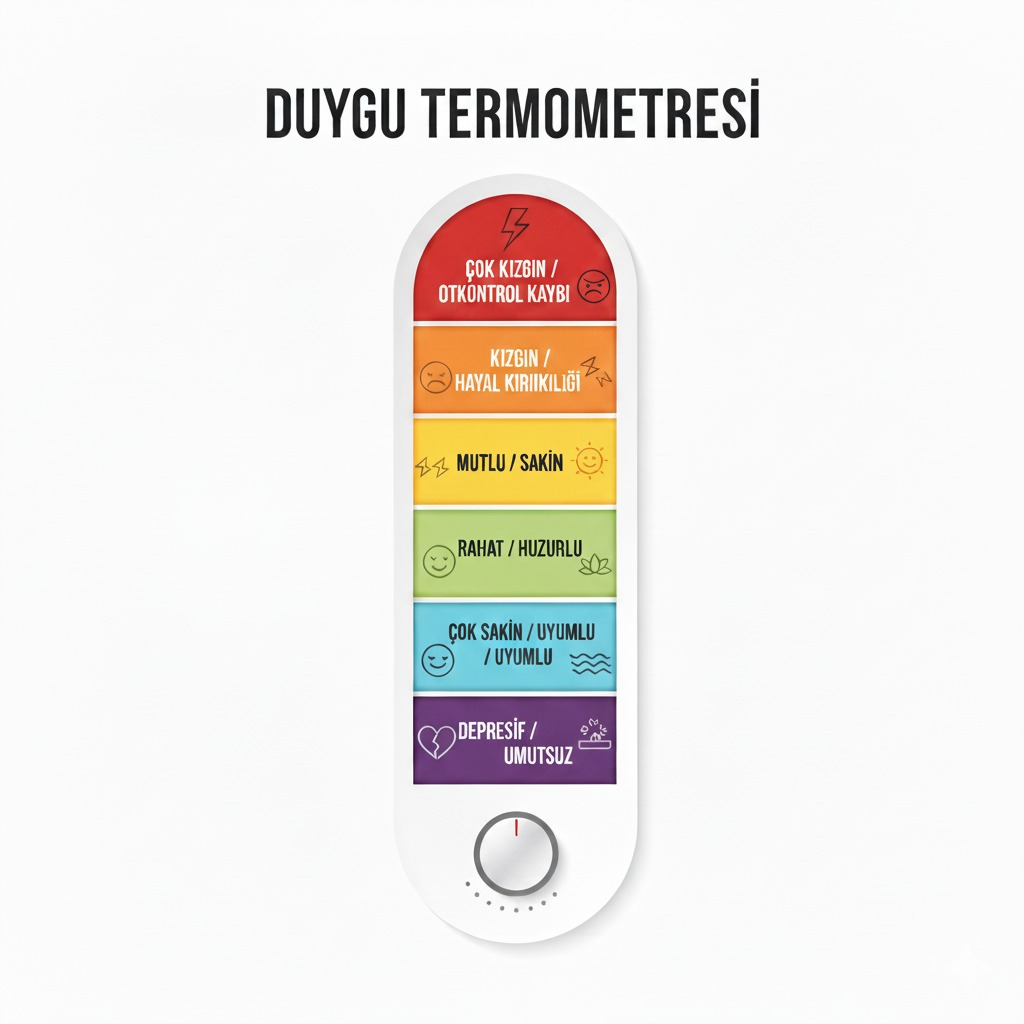 DUYGU TERMOMETRESİ
ÇOK KIZGIN /
OTKONTROL KAYBI
KIZGIN /
HAYAL KIRIIKILIĞİ
MUTLU / SAKİN
RAHAT / HUZURLU
ÇOK SAKİN / UYUMLU
/ UYUMLU
DEPRESİF /
UMUTSUZ